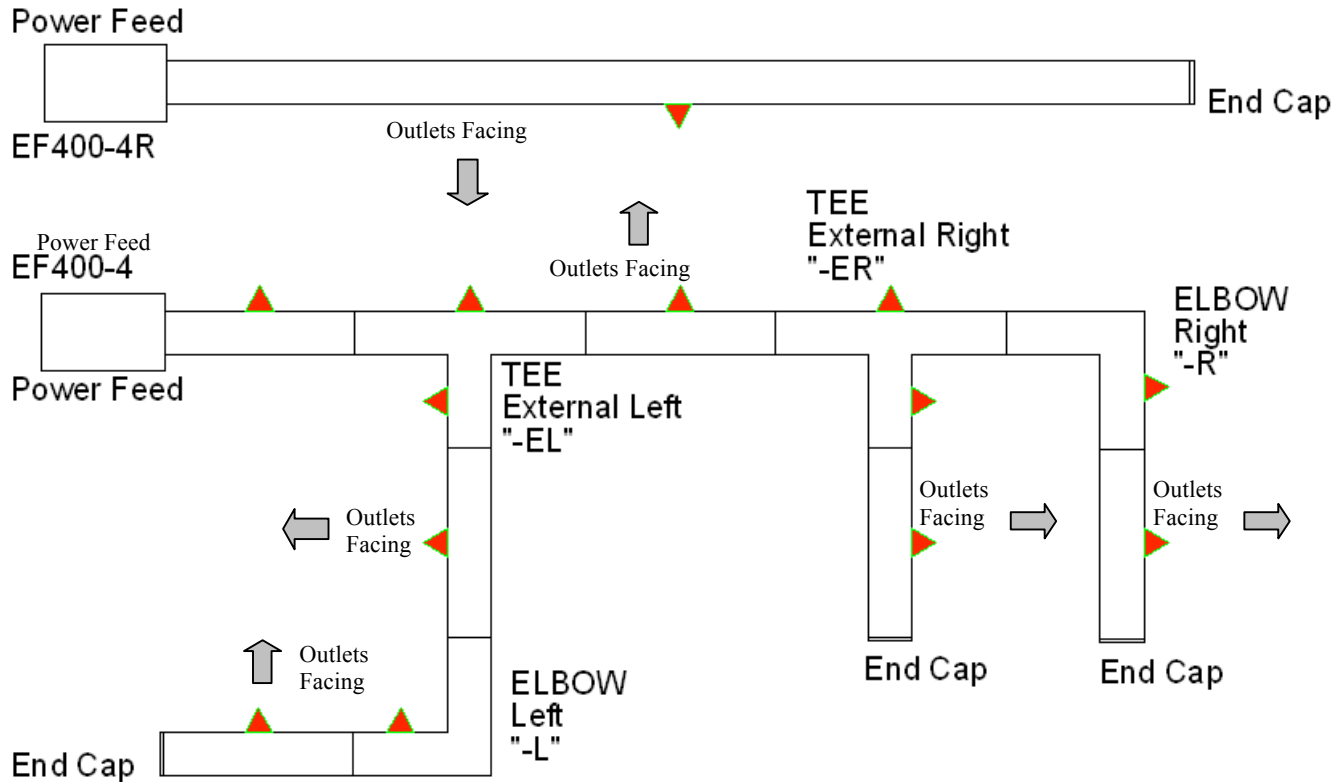 Power Feed
EF400-4R
End Cap
Outlets Facing
Outlets Facing
TEE
External Right
"-ER"
Power Feed
EF400-4
Power Feed
ELBOW
Right
"-R"
TEE
External Left
"-EL"
Outlets
Facing
Outlets
Facing
Outlets
Facing
Outlets
Facing
End Cap
End Cap
ELBOW
Left
"-L"
End Cap